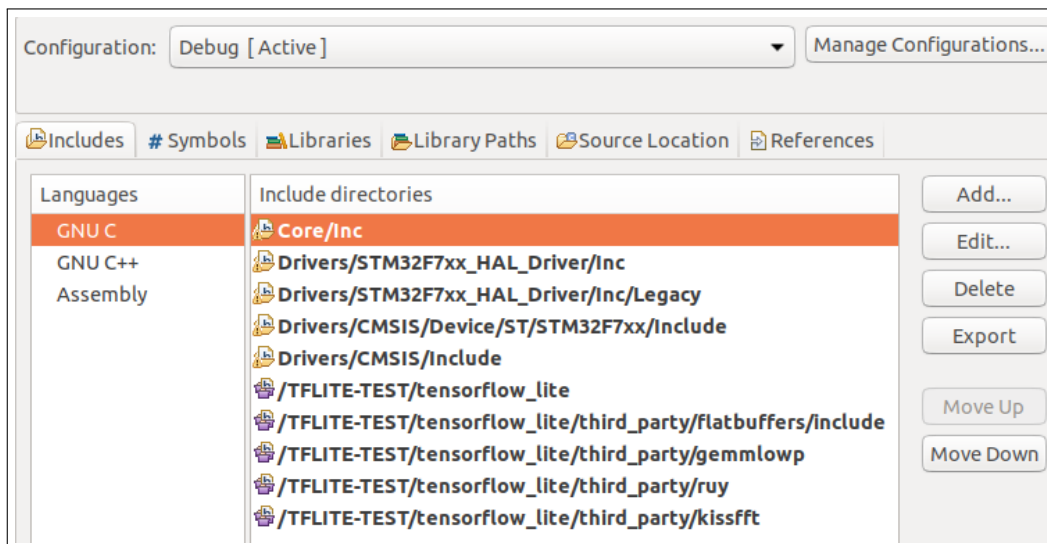 Configuration: Debug [ Active ] Manage Configurations...
Includes # Symbols Libraries Library Paths Source Location References
Languages Include directories Add...
GNU C Core/Inc Edit...
GNU C++ Drivers/STM32F7xx_HAL_Driver/Inc
Assembly Drivers/STM32F7xx_HAL_Driver/Inc/Legacy Delete
Drivers/CMSIS/Device/ST/STM32F7xx/Include Export
Drivers/CMSIS/Include
/TFLITE-TEST/tensorflow_lite
/TFLITE-TEST/tensorflow_lite/third_party/flatbuffers/include Move Up
/TFLITE-TEST/tensorflow_lite/third_party/gemmlowp Move Down
/TFLITE-TEST/tensorflow_lite/third_party/ruy
/TFLITE-TEST/tensorflow_lite/third_party/kissfft